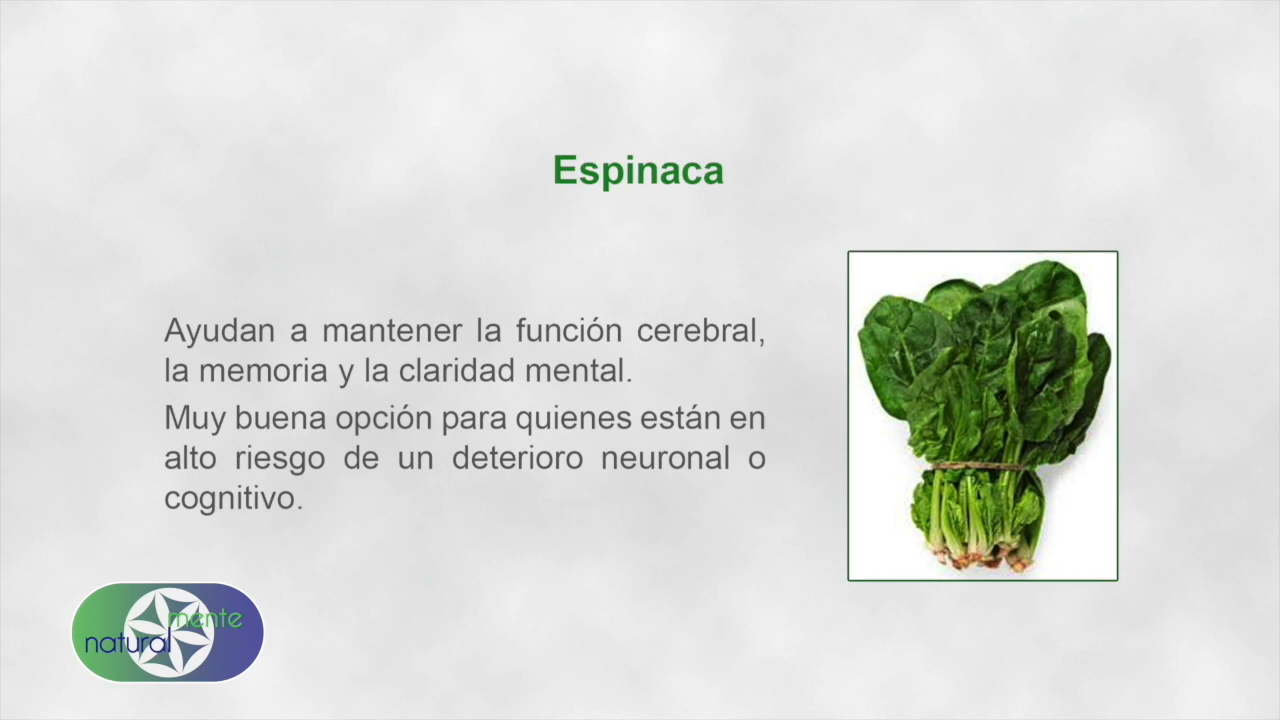 Espinaca
Ayudan a mantener la función cerebral,
la memoria y la claridad mental.
Muy buena opción para quienes están en
alto riesgo de un deterioro neuronal o
cognitivo.
mente
natural